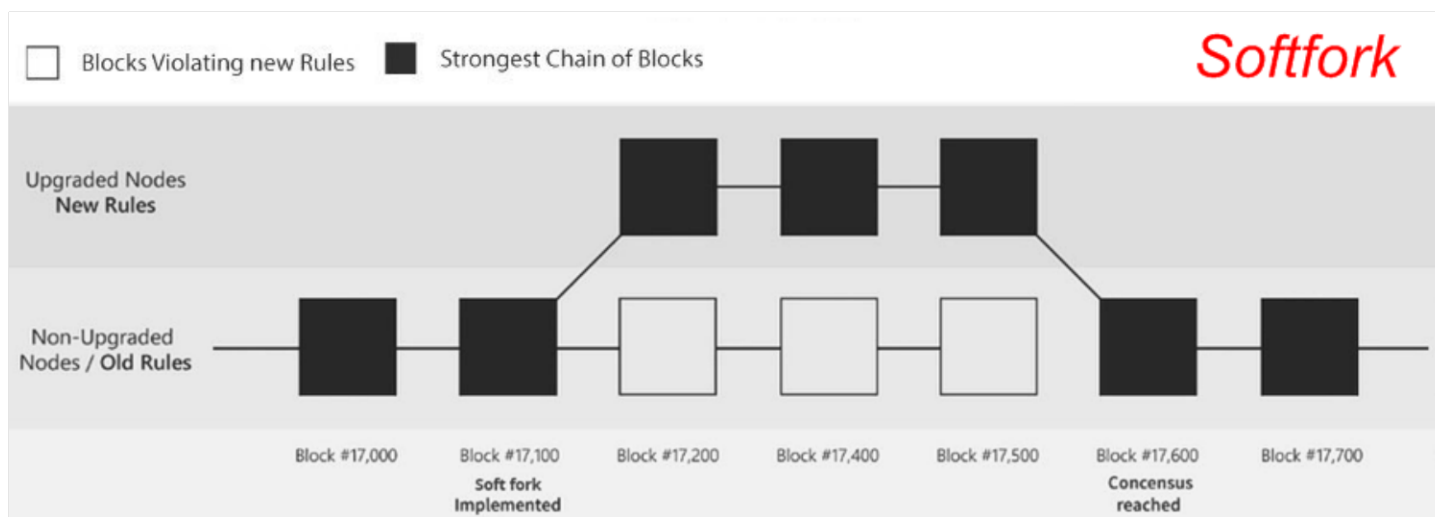 Blocks Violating new Rules
Strongest Chain of Blocks
Softfork
Upgraded Nodes
New Rules
Non-Upgraded
Nodes / Old Rules
Block #17,000
Block #17,100
Block #17,200
Block #17,400
Block #17,500
Block #17,600
Block #17,700
Soft fork
Implemented
Concensus
reached